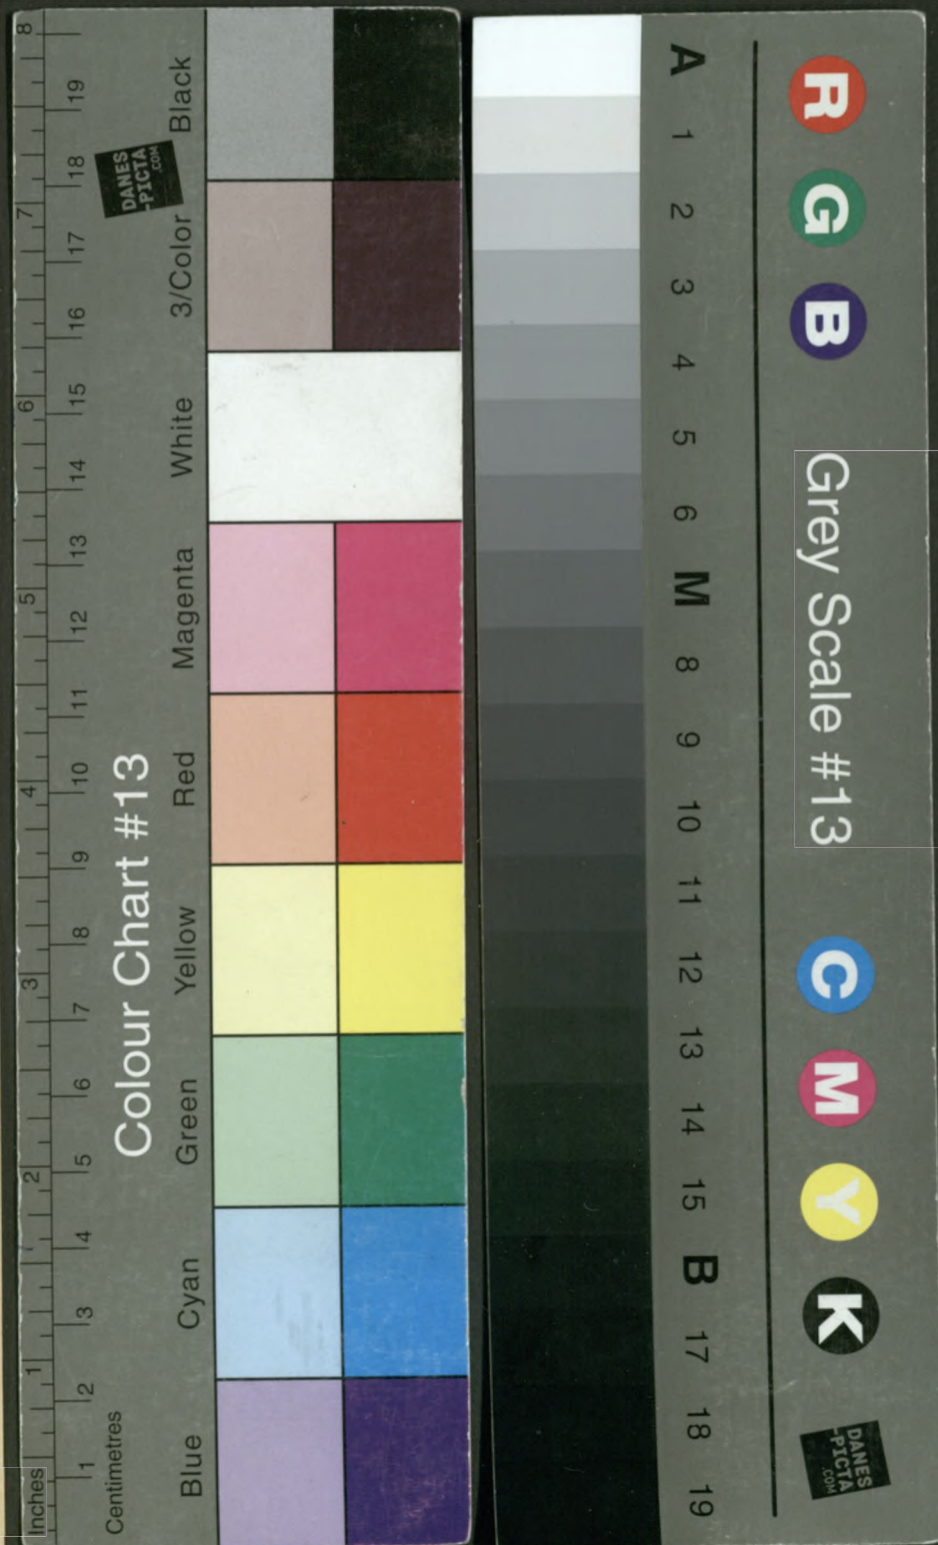 Inches 1 2 3 4 5 6 7 8
Centimetres 1 2 3 4 5 6 7 8 9 10 11 12 13 14 15 16 17 18 19
Colour Chart #13
DANES
-PICTA
.COM
Blue Cyan Green Yellow Red Magenta White 3/Color Black
R G B Grey Scale #13 C M Y K
DANES
-PICTA
.COM
A 1 2 3 4 5 6 M 8 9 10 11 12 13 14 15 B 17 18 19